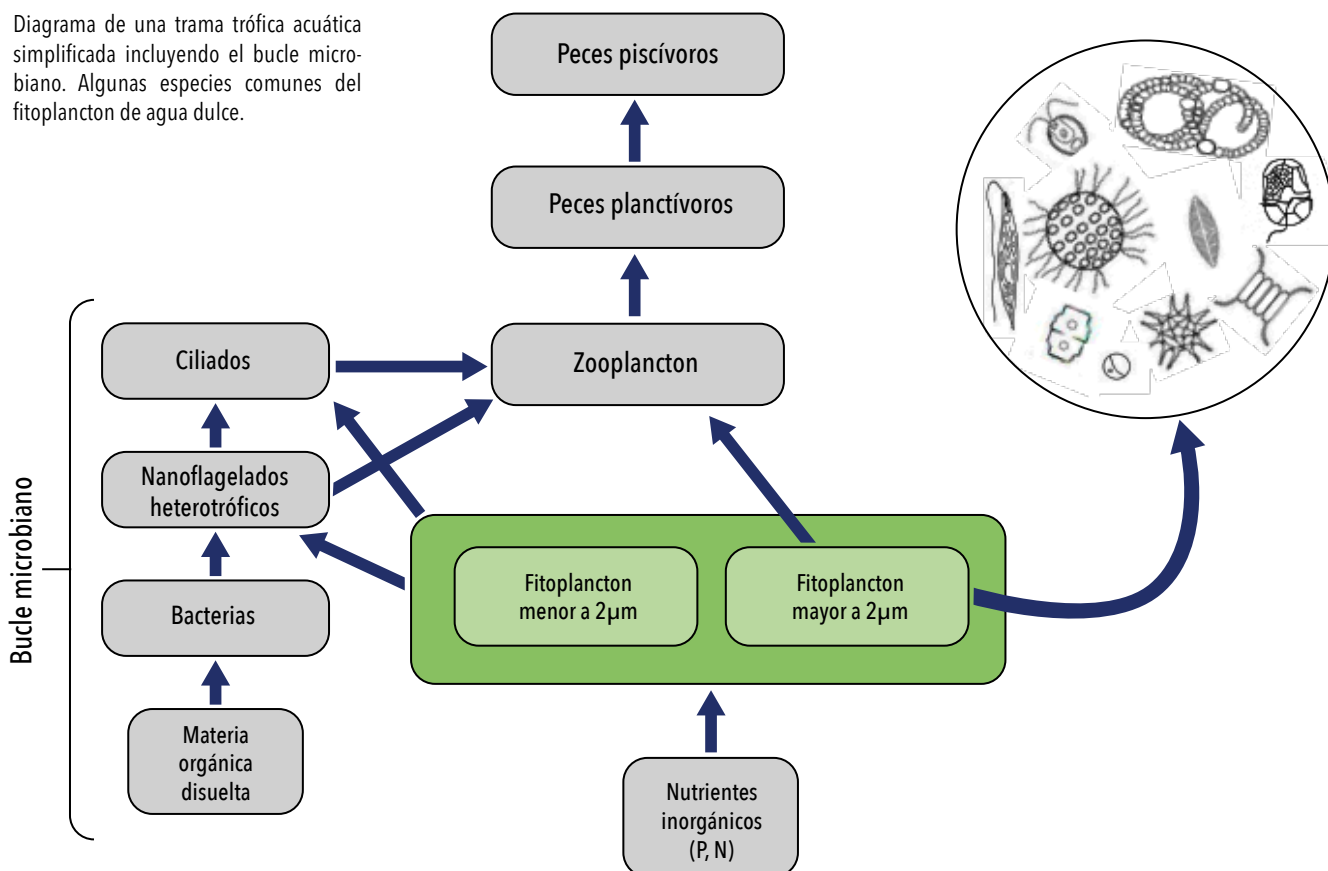 Diagrama de una trama trófica acuática
simplificada incluyendo el bucle micro-
biano. Algunas especies comunes del
fitoplancton de agua dulce.
Peces piscívoros
Peces planctívoros
Zooplancton
Ciliados
Nanoflagelados
heterotróficos
Bacterias
Materia
orgánica
disuelta
Bucle microbiano
Fitoplancton
menor a 2µm
Fitoplancton
mayor a 2µm
Nutrientes
inorgánicos
(P, N)